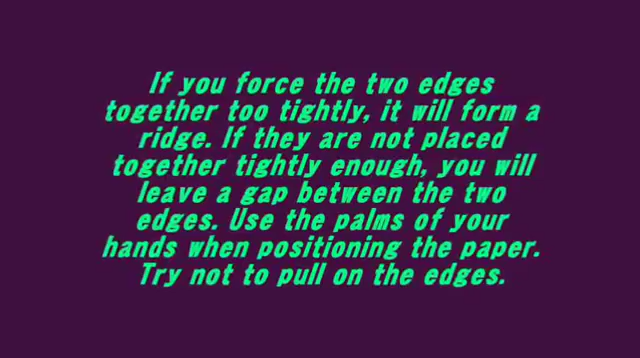 If you force the two edges
together too tightly, it will form a
ridge. If they are not placed
together tightly enough, you will
leave a gap between the two
edges. Use the palms of your
hands when positioning the paper.
Try not to pull on the edges.